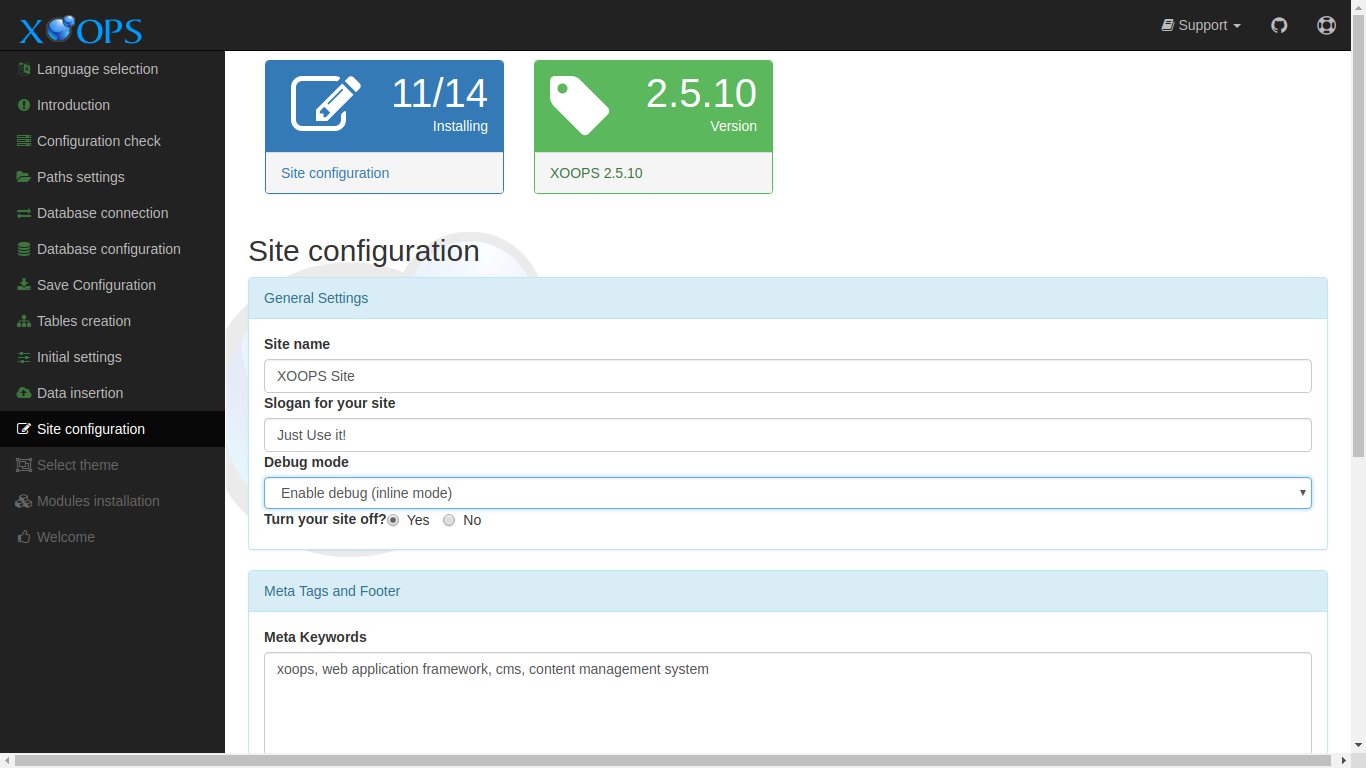 XOOPS
Support
Language selection
Introduction
Configuration check
Paths settings
Database connection
Database configuration
Save Configuration
Tables creation
Initial settings
Data insertion
Site configuration
Select theme
Modules installation
Welcome
11/14
Installing
Site configuration
2.5.10
Version
XOOPS 2.5.10
Site configuration
General Settings
Site name
XOOPS Site
Slogan for your site
Just Use it!
Debug mode
Enable debug (inline mode)
Turn your site off? Yes No
Meta Tags and Footer
Meta Keywords
xoops, web application framework, cms, content management system